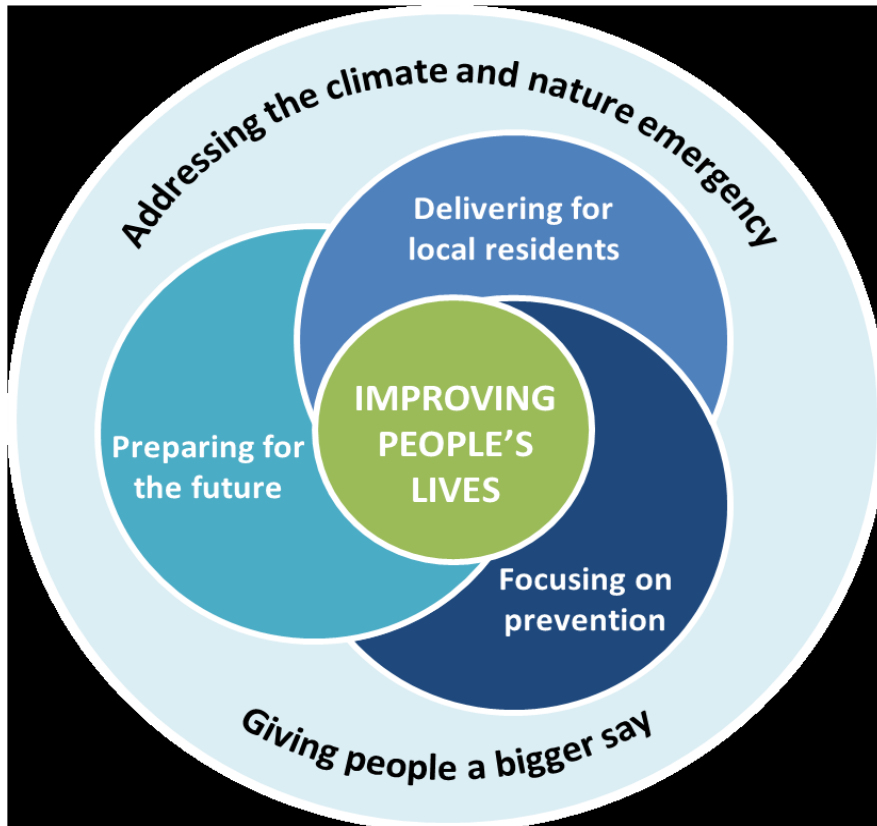 Addressing the climate and nature emergency
Delivering for
local residents
IMPROVING
PEOPLE’S
LIVES
Preparing for
the future
Focusing on
prevention
Giving people a bigger say